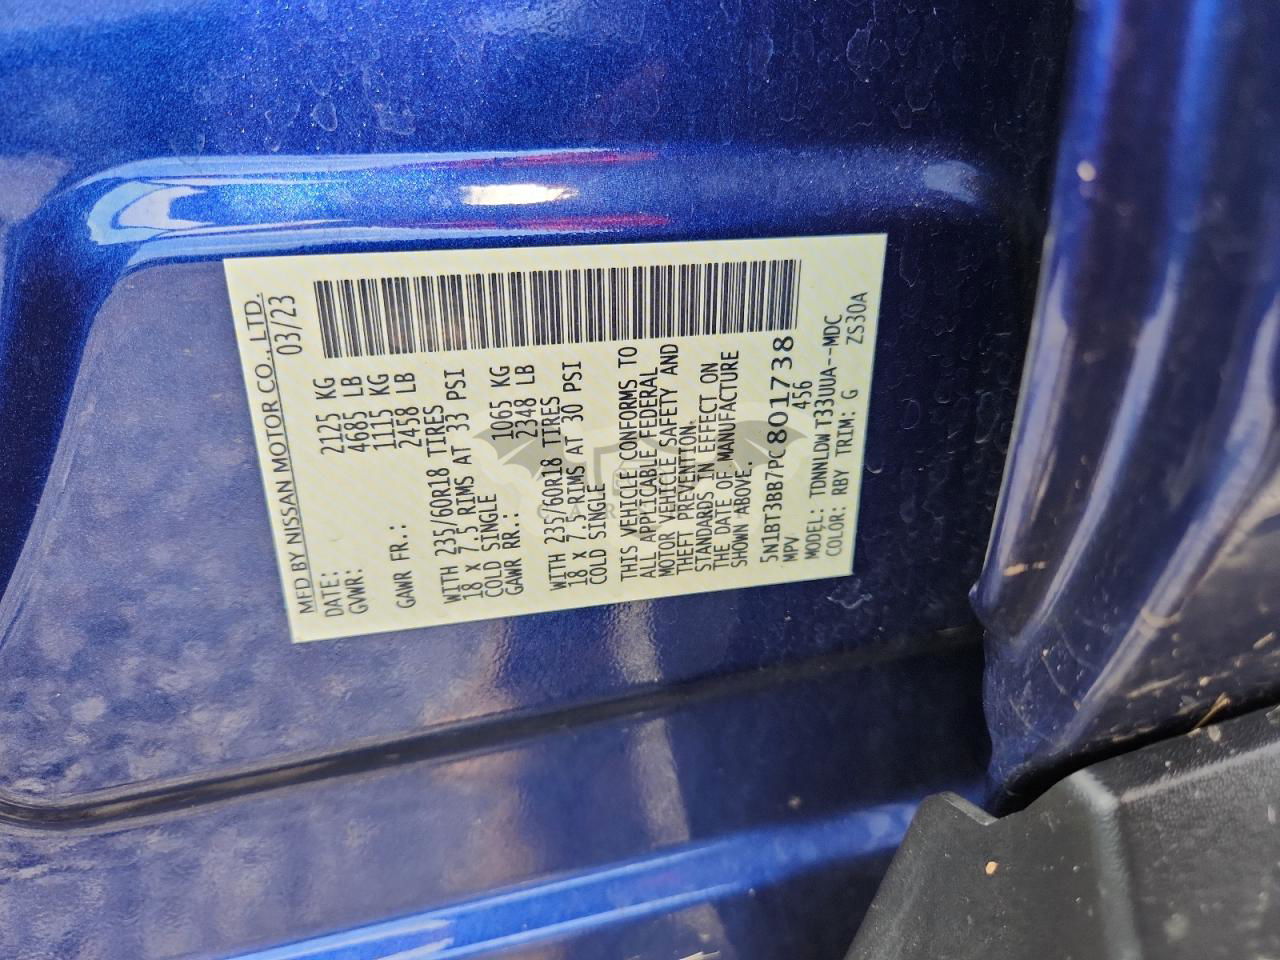 MFD BY NISSAN MOTOR CO., LTD.
DATE: 03/23
GVWR: 2125 KG
4685 LB
GAWR FR.: 1115 KG
2458 LB
WITH 235/60R18 TIRES
18 X 7.5 RIMS AT 33 PSI
COLD SINGLE
GAWR RR.: 1065 KG
2348 LB
WITH 235/60R18 TIRES
18 X 7.5 RIMS AT 30 PSI
COLD SINGLE
THIS VEHICLE CONFORMS TO
ALL APPLICABLE FEDERAL
MOTOR VEHICLE SAFETY AND
THEFT PREVENTION.
STANDARDS IN EFFECT ON
THE DATE OF MANUFACTURE
SHOWN ABOVE.
5N1BT3BB7PC801738
MPV 456
MODEL: TDNNLDWT33UUA--MDC
COLOR: RBY TRIM: G ZS30A